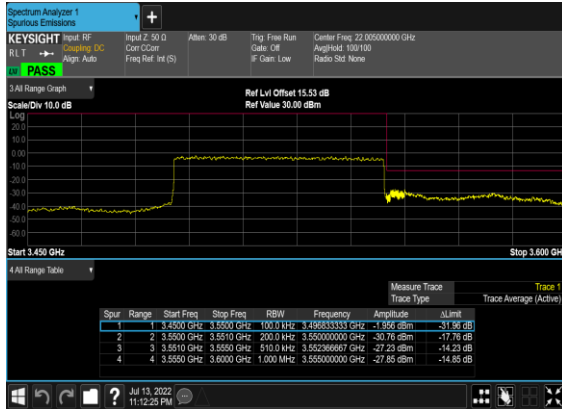 Spectrum Analyzer 1
Spurious Emissions
KEYSIGHT Input: RF Input Z: 50 Ω Atten: 30 dB Trig: Free Run Center Freq: 22.005000000 GHz
RLT Coupling: DC Corr CCorr Gate: Off Avg|Hold: 100/100
Align: Auto Freq Ref: Int (S) IF Gain: Low Radio Std: None
PASS
3 All Range Graph
Ref Lvl Offset 15.53 dB
Scale/Div 10.0 dB Ref Value 30.00 dBm
Log
20.0
10.0
0.00
-10.0
-20.0
-30.0
-40.0
-50.0
-60.0
Start 3.450 GHz Stop 3.600 GH
4 All Range Table
Measure Trace Trace 1
Trace Type Trace Average (Active)
Spur Range Start Freq Stop Freq RBW Frequency Amplitude ΔLimit
1 1 3.4500 GHz 3.5500 GHz 100.0 kHz 3.496833333 GHz -1.956 dBm -31.96 dB
2 2 3.5500 GHz 3.5510 GHz 200.0 kHz 3.550000000 GHz -30.76 dBm -17.76 dB
3 3 3.5510 GHz 3.5550 GHz 510.0 kHz 3.552366667 GHz -27.23 dBm -14.23 dB
4 4 3.5550 GHz 3.6000 GHz 1.000 MHz 3.555000000 GHz -27.85 dBm -14.85 dB
? Jul 13, 2022
11:12:25 PM